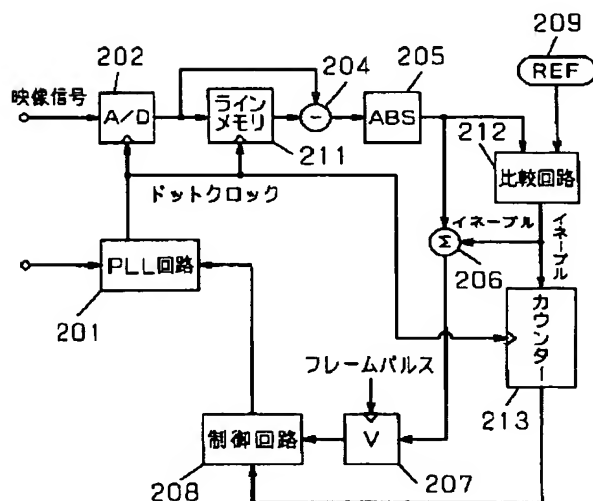 209
202
205
REF
204
映像信号
A/D
ライン
メモリ
−
ABS
212
211
比較回路
ドットクロック
イネーブル
イネーブル
Σ
206
PLL回路
カウンター
201
フレームパルス
213
制御回路
V
208
207